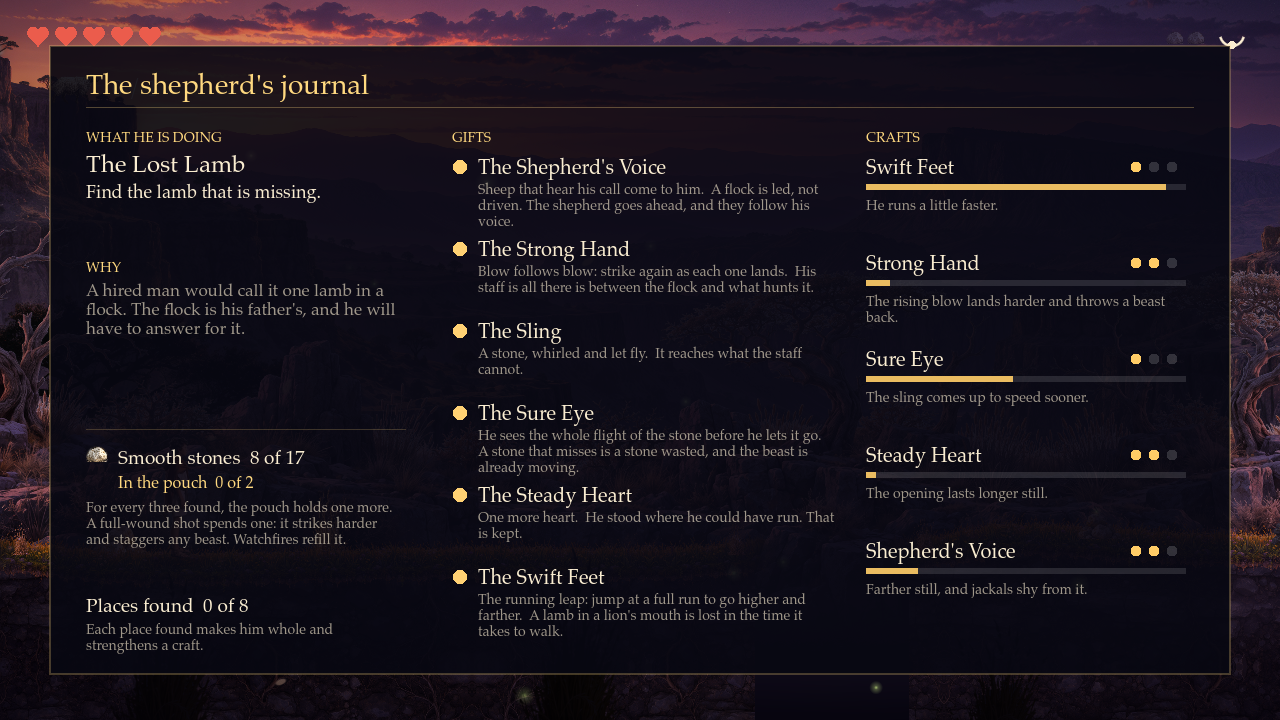 The shepherd's journal
WHAT HE IS DOING
The Lost Lamb
Find the lamb that is missing.
WHY
A hired man would call it one lamb in a
flock. The flock is his father's, and he will
have to answer for it.
Smooth stones 8 of 17
In the pouch 0 of 2
For every three found, the pouch holds one more.
A full-wound shot spends one: it strikes harder
and staggers any beast. Watchfires refill it.
Places found 0 of 8
Each place found makes him whole and
strengthens a craft.
GIFTS
The Shepherd's Voice
Sheep that hear his call come to him. A flock is led, not
driven. The shepherd goes ahead, and they follow his
voice.
The Strong Hand
Blow follows blow: strike again as each one lands. His
staff is all there is between the flock and what hunts it.
The Sling
A stone, whirled and let fly. It reaches what the staff
cannot.
The Sure Eye
He sees the whole flight of the stone before he lets it go.
A stone that misses is a stone wasted, and the beast is
already moving.
The Steady Heart
One more heart. He stood where he could have run. That
is kept.
The Swift Feet
The running leap: jump at a full run to go higher and
farther. A lamb in a lion's mouth is lost in the time it
takes to walk.
CRAFTS
Swift Feet
He runs a little faster.
Strong Hand
The rising blow lands harder and throws a beast
back.
Sure Eye
The sling comes up to speed sooner.
Steady Heart
The opening lasts longer still.
Shepherd's Voice
Farther still, and jackals shy from it.